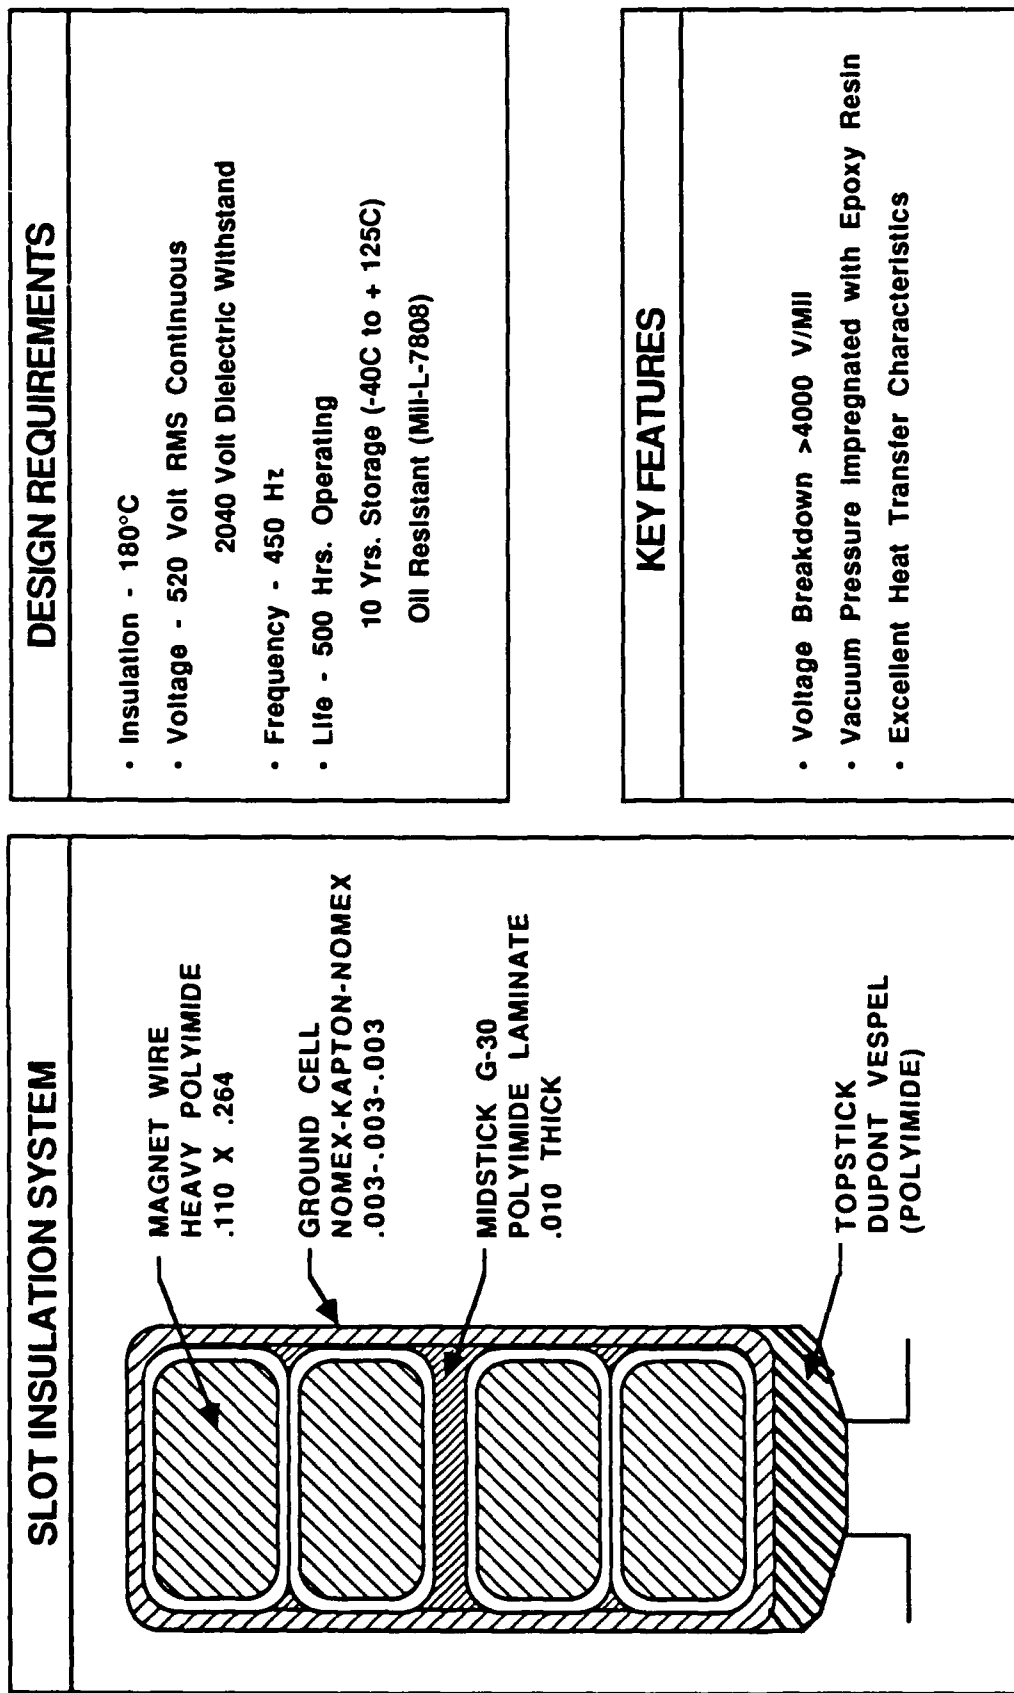 SLOT INSULATION SYSTEM
MAGNET WIRE
HEAVY POLYIMIDE
.110 X .264
GROUND CELL
NOMEX-KAPTON-NOMEX
.003-.003-.003
MIDSTICK G-30
POLYIMIDE LAMINATE
.010 THICK
TOPSTICK
DUPONT VESPEL
(POLYIMIDE)
DESIGN REQUIREMENTS
• Insulation - 180°C
• Voltage - 520 Volt RMS Continuous
2040 Volt Dielectric Withstand
• Frequency - 450 Hz
• Life - 500 Hrs. Operating
10 Yrs. Storage (-40C to + 125C)
Oil Resistant (Mil-L-7808)
KEY FEATURES
• Voltage Breakdown >4000 V/Mil
• Vacuum Pressure Impregnated with Epoxy Resin
• Excellent Heat Transfer Characteristics